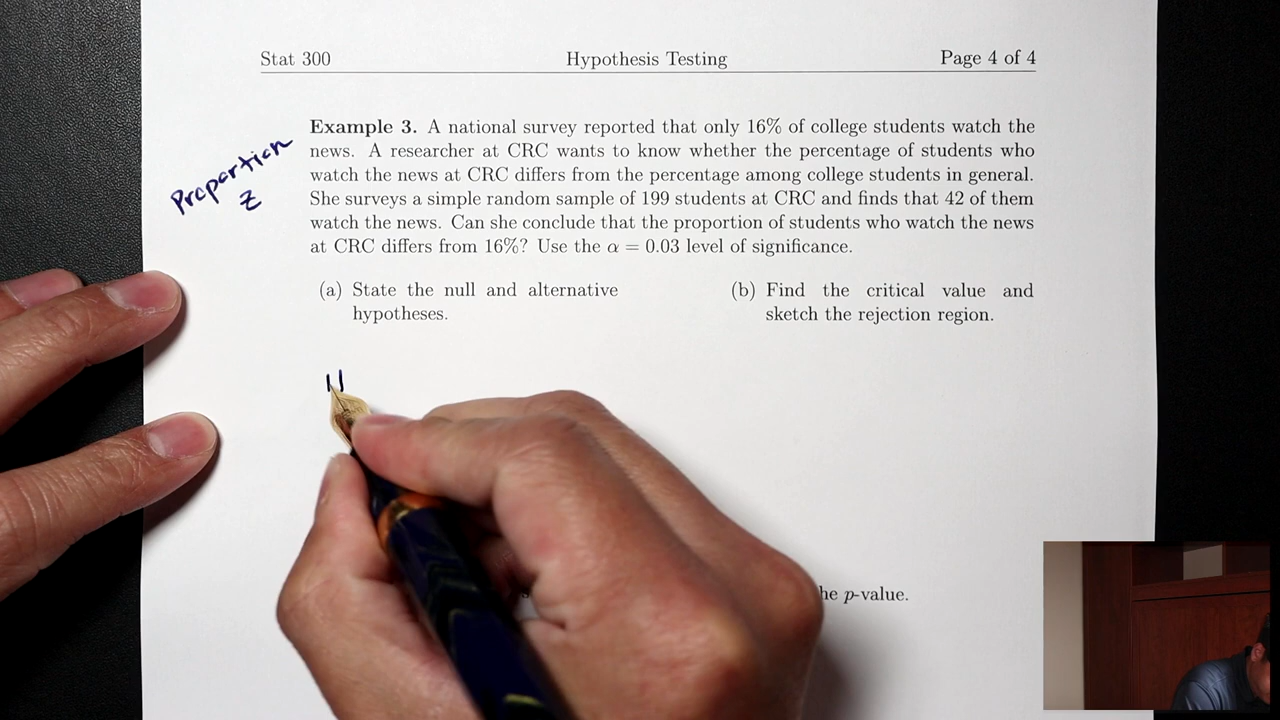 Stat 300 Hypothesis Testing Page 4 of 4
Proportion
z
Example 3. A national survey reported that only 16% of college students watch the
news. A researcher at CRC wants to know whether the percentage of students who
watch the news at CRC differs from the percentage among college students in general.
She surveys a simple random sample of 199 students at CRC and finds that 42 of them
watch the news. Can she conclude that the proportion of students who watch the news
at CRC differs from 16%? Use the α = 0.03 level of significance.
(a) State the null and alternative
hypotheses.
(b) Find the critical value and
sketch the rejection region.
p-value.